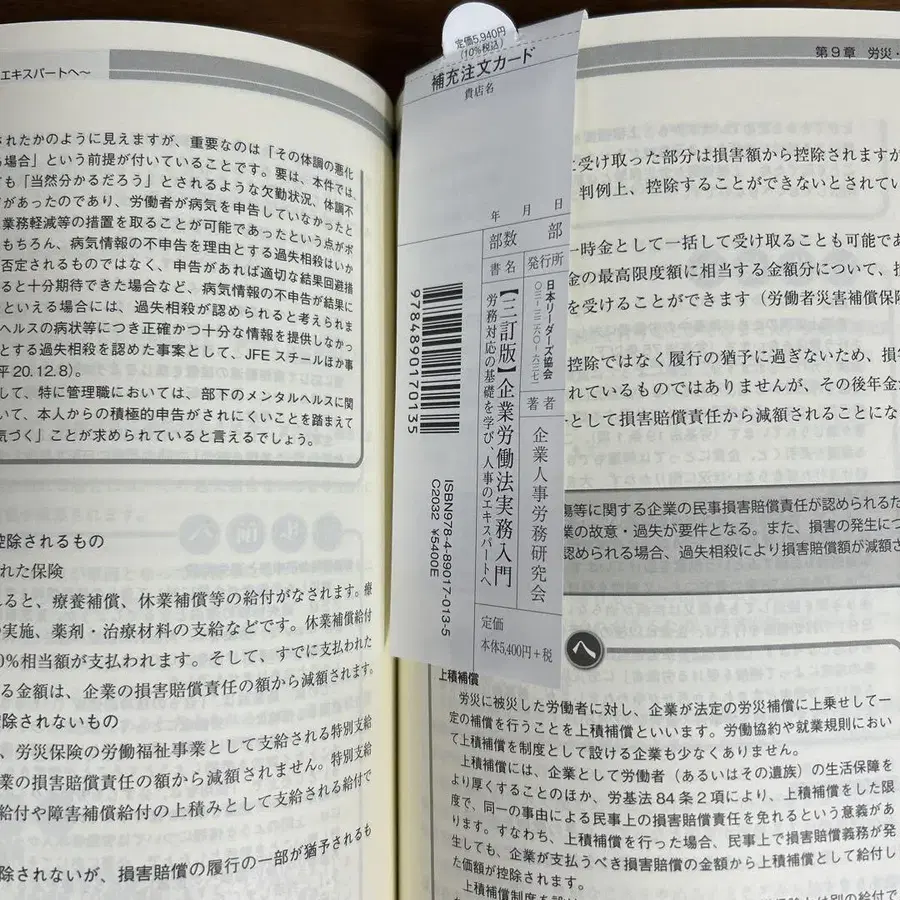 エキスパートへ〜
されたかのように見えますが、重要なのは「その体調の悪化
る場合」という前提が付いていることです。要は、本件では、
ても「当然分かるだろう」とされるような欠勤状況、体調不
があったのであり、労働者が病気を申告していなかったと
業務軽減等の措置を取ることが可能であったという点がポ
もちろん、病気情報の不申告を理由とする過失相殺はいか
否定されるものではなく、申告があれば適切な結果回避措
ると十分期待できた場合など、病気情報の不申告が結果に
といえる場合には、過失相殺が認められると考えられま
ヘルスの病状等につき正確かつ十分な情報を提供しなかっ
とする過失相殺を認めた事案として、JFEスチールほか事
平20.12.8)。
して、特に管理職においては、部下のメンタルヘルスに関
いて、本人からの積極的申告がされにくいことを踏まえて
気づく」ことが求められていると言えるでしょう。
控除されるもの
れた保険
れると、療養補償、休業補償等の給付がなされます。療
の実施、薬剤・治療材料の支給などです。休業補償給付
0%相当額が支払われます。そして、すでに支払われた
る金額は、企業の損害賠償責任の額から減額されます。
控除されないもの
、労災保険の労働福祉事業として支給される特別支給
業の損害賠償責任の額から減額されません。特別支給
給付や障害補償給付の上積みとして支給される給付で
除されないが、損害賠償の履行の一部が猶予されるも
定価5,940円
(10%税込)
補充注文カード
貴店名
年 月 日
部数 部
書名
発行所
日本リーダーズ協会
〇三-三二六〇-六三七
【三訂版】企業労働法実務入門
労務対応の基礎を学び、人事のエキスパートへ
著者
企業人事労務研究会
定価
本体5,400円+税
9784890170135
ISBN978-4-89017-013-5
C2032 ¥5400E
第9章 労災・
に受け取った部分は損害額から控除されますが
、判例上、控除することができないとされてい
一時金として一括して受け取ることも可能であ
金の最高限度額に相当する金額分について、損
を受けることができます(労働者災害補償保険
控除ではなく履行の猶予に過ぎないため、損害
れているものではありませんが、その後年金
として損害賠償責任から減額されることにな
傷等に関する企業の民事損害賠償責任が認められるた
業の故意・過失が要件となる。また、損害の発生につ
認められる場合、過失相殺により損害賠償額が減額さ
へ
上積補償
労災に被災した労働者に対し、企業が法定の労災補償に上乗せして一
定の補償を行うことを上積補償といいます。労働協約や就業規則におい
て上積補償を制度として設ける企業も少なくありません。
上積補償には、企業として労働者(あるいはその遺族)の生活保障を
より厚くすることのほか、労基法84条2項により、上積補償をした限
度で、同一の事由による民事上の損害賠償責任を免れるという意義があ
ります。すなわち、上積補償を行った場合、民事上で損害賠償義務が発
生しても、企業が支払うべき損害賠償の金額から上積補償として給付し
た価額が控除されます。
上積補償制度を設